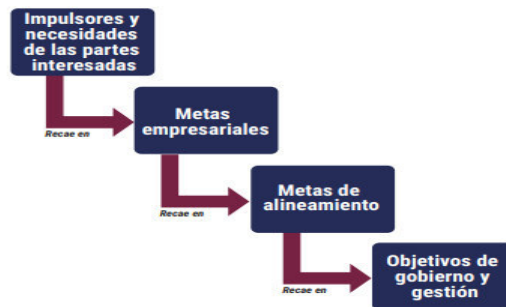 Impulsores y
necesidades
de las partes
interesadas
Recae en
Metas
empresariales
Recae en
Metas de
alineamiento
Recae en
Objetivos de
gobierno y
gestión